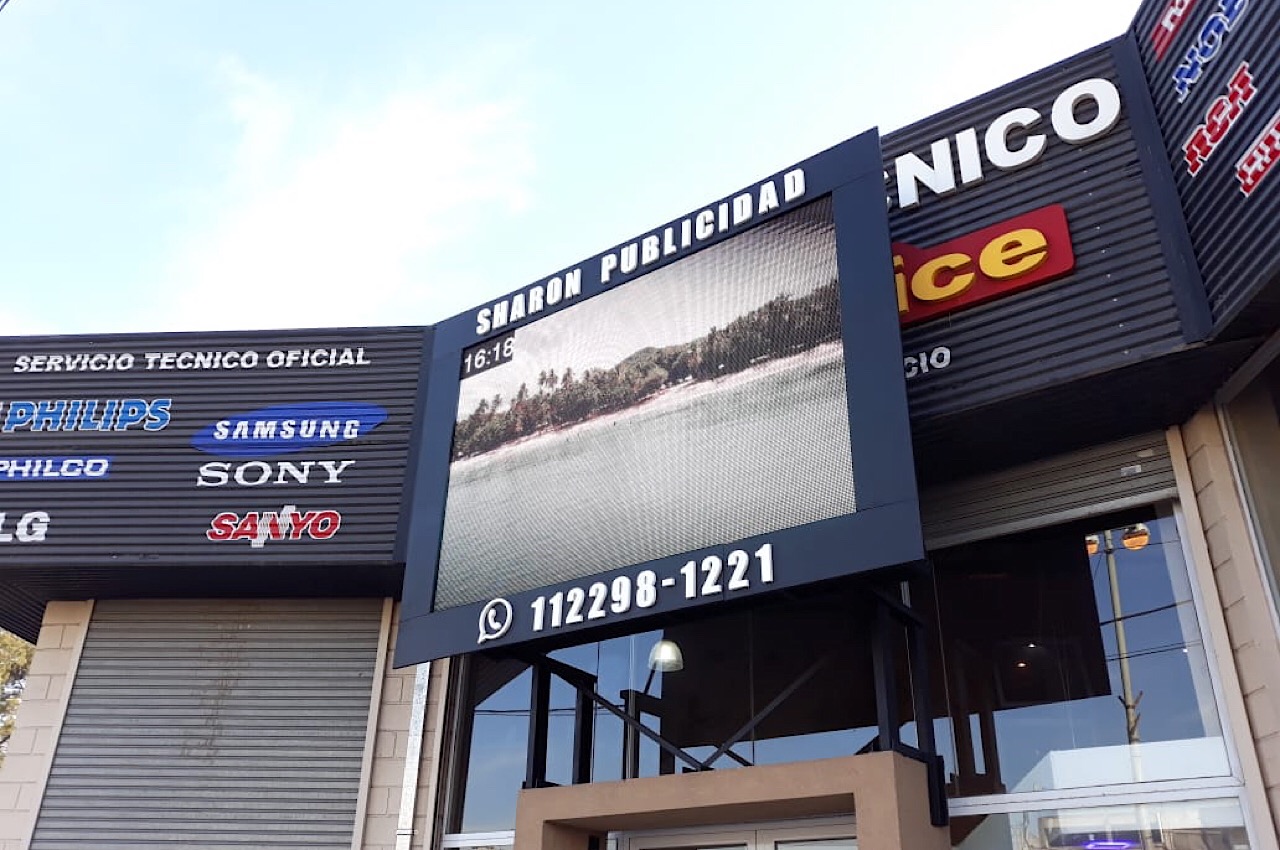 SERVICIO TECNICO OFICIAL
PHILIPS
SAMSUNG
PHILCO
SONY
LG
SANYO
SHARON PUBLICIDAD
16:18
112298-1221
CNICO
ice
CIO
RCA